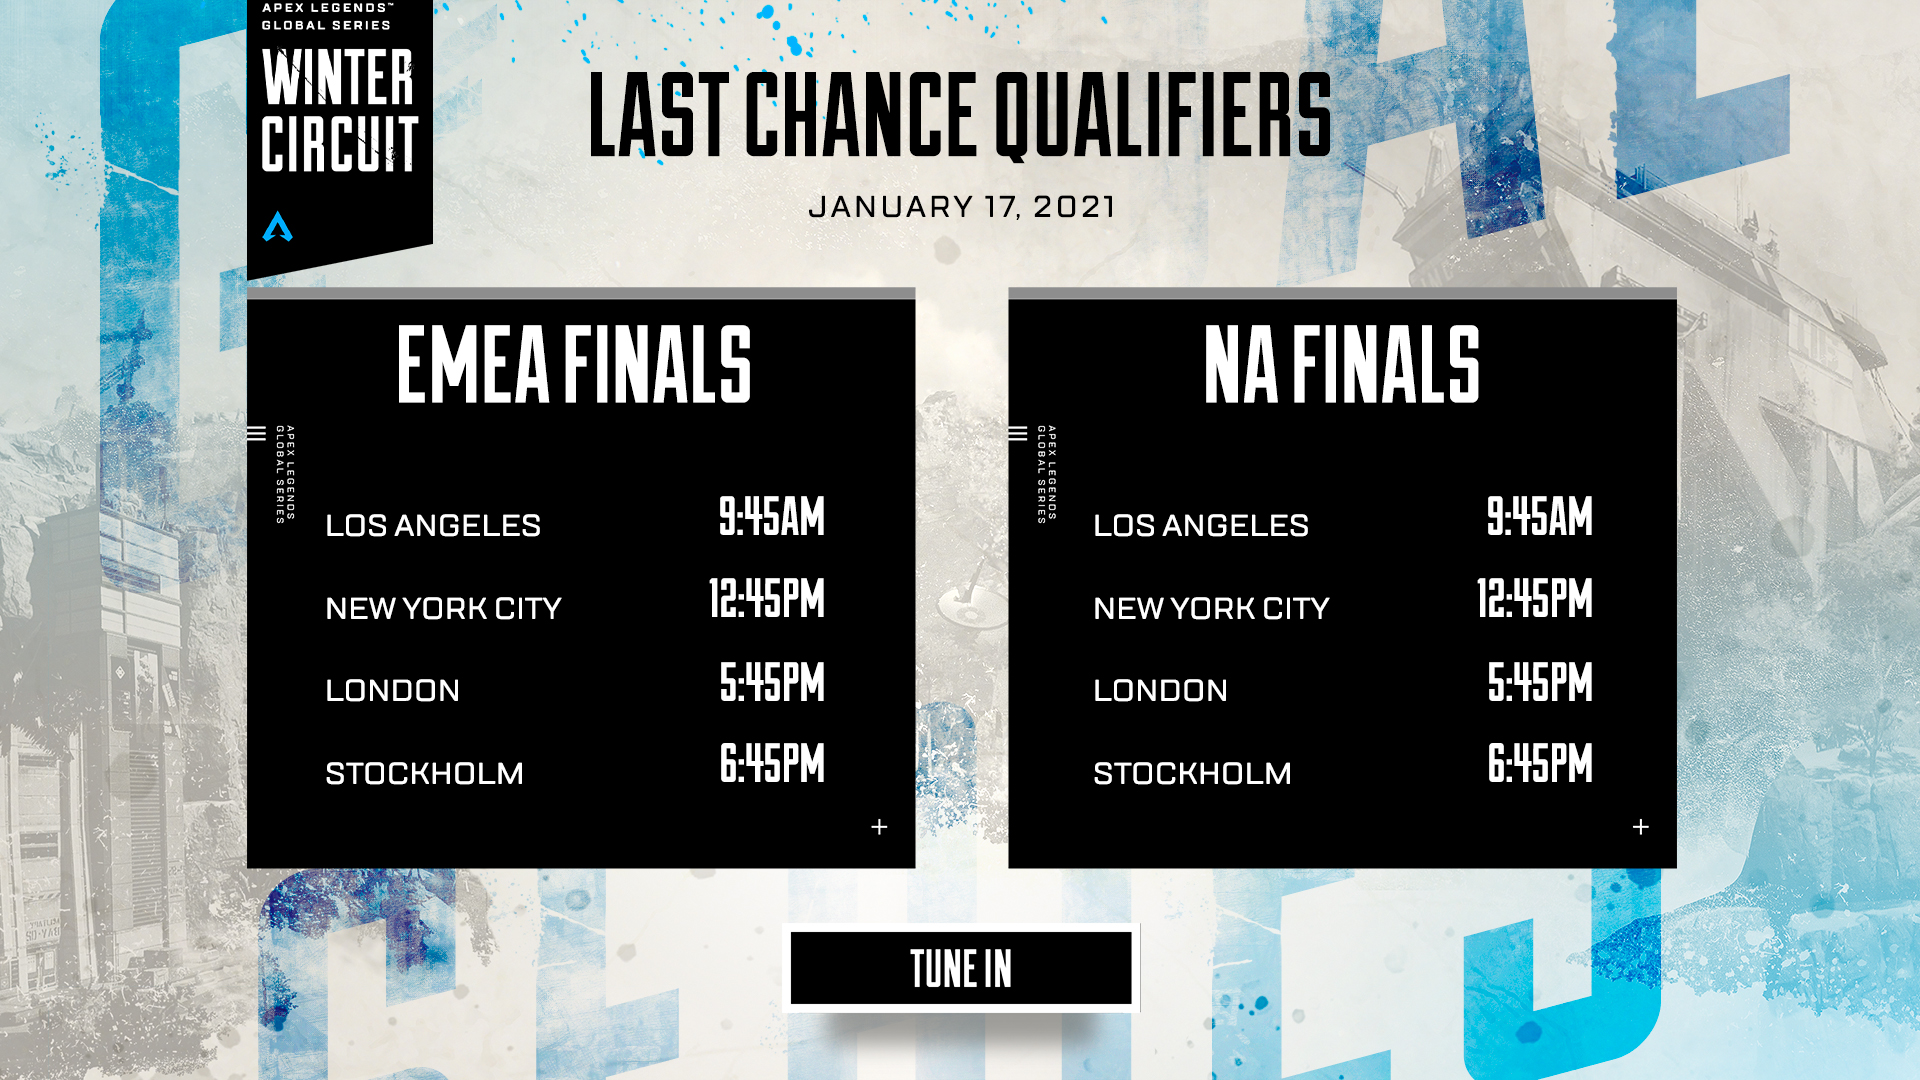 APEX LEGENDS™
GLOBAL SERIES
WINTER
CIRCUIT
LAST CHANCE QUALIFIERS
JANUARY 17, 2021
EMEA FINALS
APEX LEGENDS
GLOBAL SERIES
LOS ANGELES 9:45AM
NEW YORK CITY 12:45PM
LONDON 5:45PM
STOCKHOLM 6:45PM
+
NA FINALS
APEX LEGENDS
GLOBAL SERIES
LOS ANGELES 9:45AM
NEW YORK CITY 12:45PM
LONDON 5:45PM
STOCKHOLM 6:45PM
+
TUNE IN